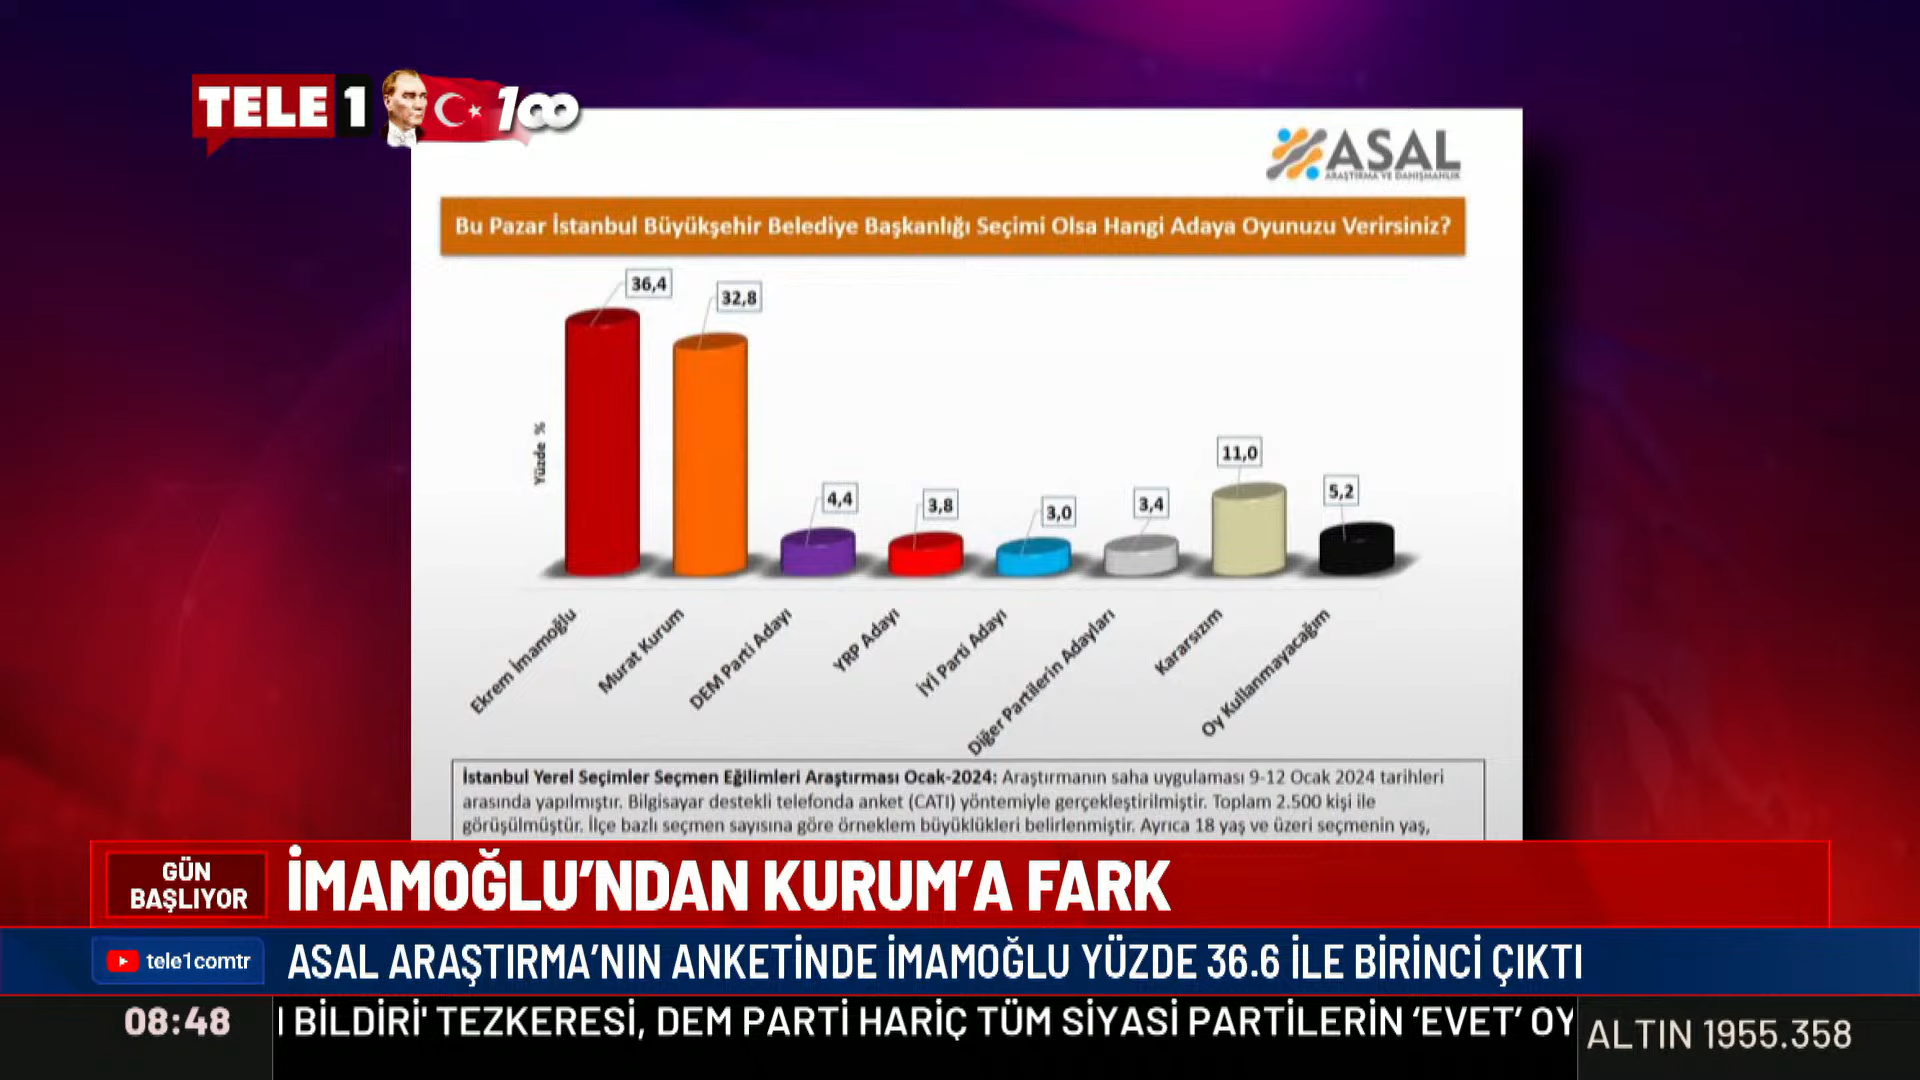 TELE 1
100
ASAL
ARAŞTIRMA VE DANIŞMANLIK
Bu Pazar İstanbul Büyükşehir Belediye Başkanlığı Seçimi Olsa Hangi Adaya Oyunuzu Verirsiniz?
36,4
32,8
4,4
3,8
3,0
3,4
11,0
5,2
Yüzde %
Ekrem İmamoğlu
Murat Kurum
DEM Parti Adayı
YRP Adayı
İYİ Parti Adayı
Diğer Partilerin Adayları
Kararsızım
Oy Kullanmayacağım
İstanbul Yerel Seçimler Seçmen Eğilimleri Araştırması Ocak-2024: Araştırmanın saha uygulaması 9-12 Ocak 2024 tarihleri
arasında yapılmıştır. Bilgisayar destekli telefonda anket (CATI) yöntemiyle gerçekleştirilmiştir. Toplam 2.500 kişi ile
görüşülmüştür. İlçe bazlı seçmen sayısına göre örneklem büyüklükleri belirlenmiştir. Ayrıca 18 yaş ve üzeri seçmenin yaş,
GÜN
BAŞLIYOR
İMAMOĞLU'NDAN KURUM'A FARK
tele1comtr
ASAL ARAŞTIRMA'NIN ANKETİNDE İMAMOĞLU YÜZDE 36.6 İLE BİRİNCİ ÇIKTI
08:48
I BİLDİRİ' TEZKERESİ, DEM PARTİ HARİÇ TÜM SİYASİ PARTİLERİN 'EVET' OY
ALTIN 1955.358